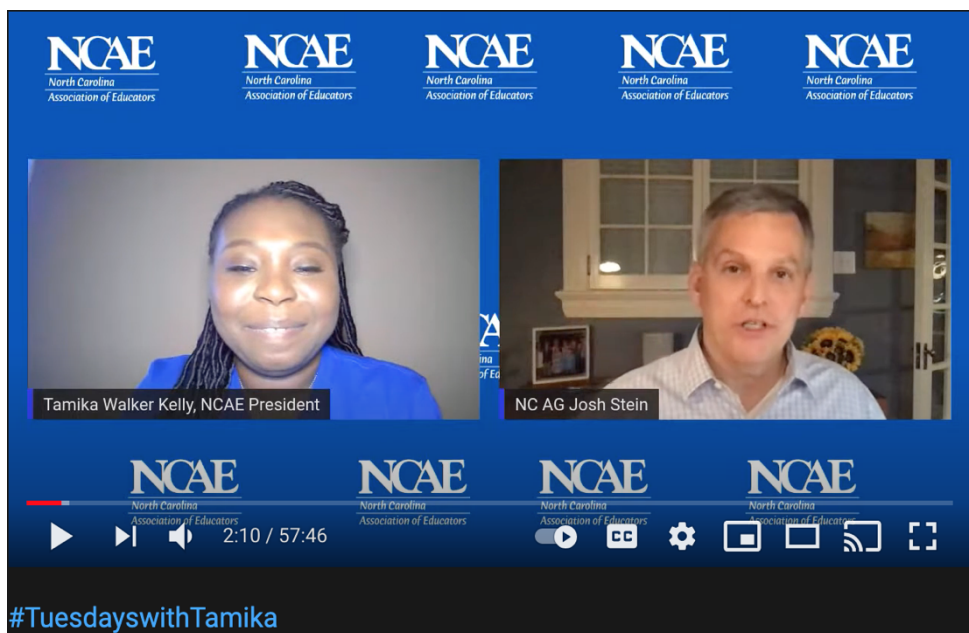 NCAE NCAE NCAE NCAE NCAE
North Carolina North Carolina North Carolina North Carolina North Carolina
Association of Educators Association of Educators Association of Educators Association of Educators Association of Educators
Tamika Walker Kelly, NCAE President
NC AG Josh Stein
NCAE NCAE NCAE NCAE
North Carolina North Carolina North Carolina North Carolina
Association of Educators Association of Educators Association of Educators Association of Educators
2:10 / 57:46
CC
#TuesdayswithTamika